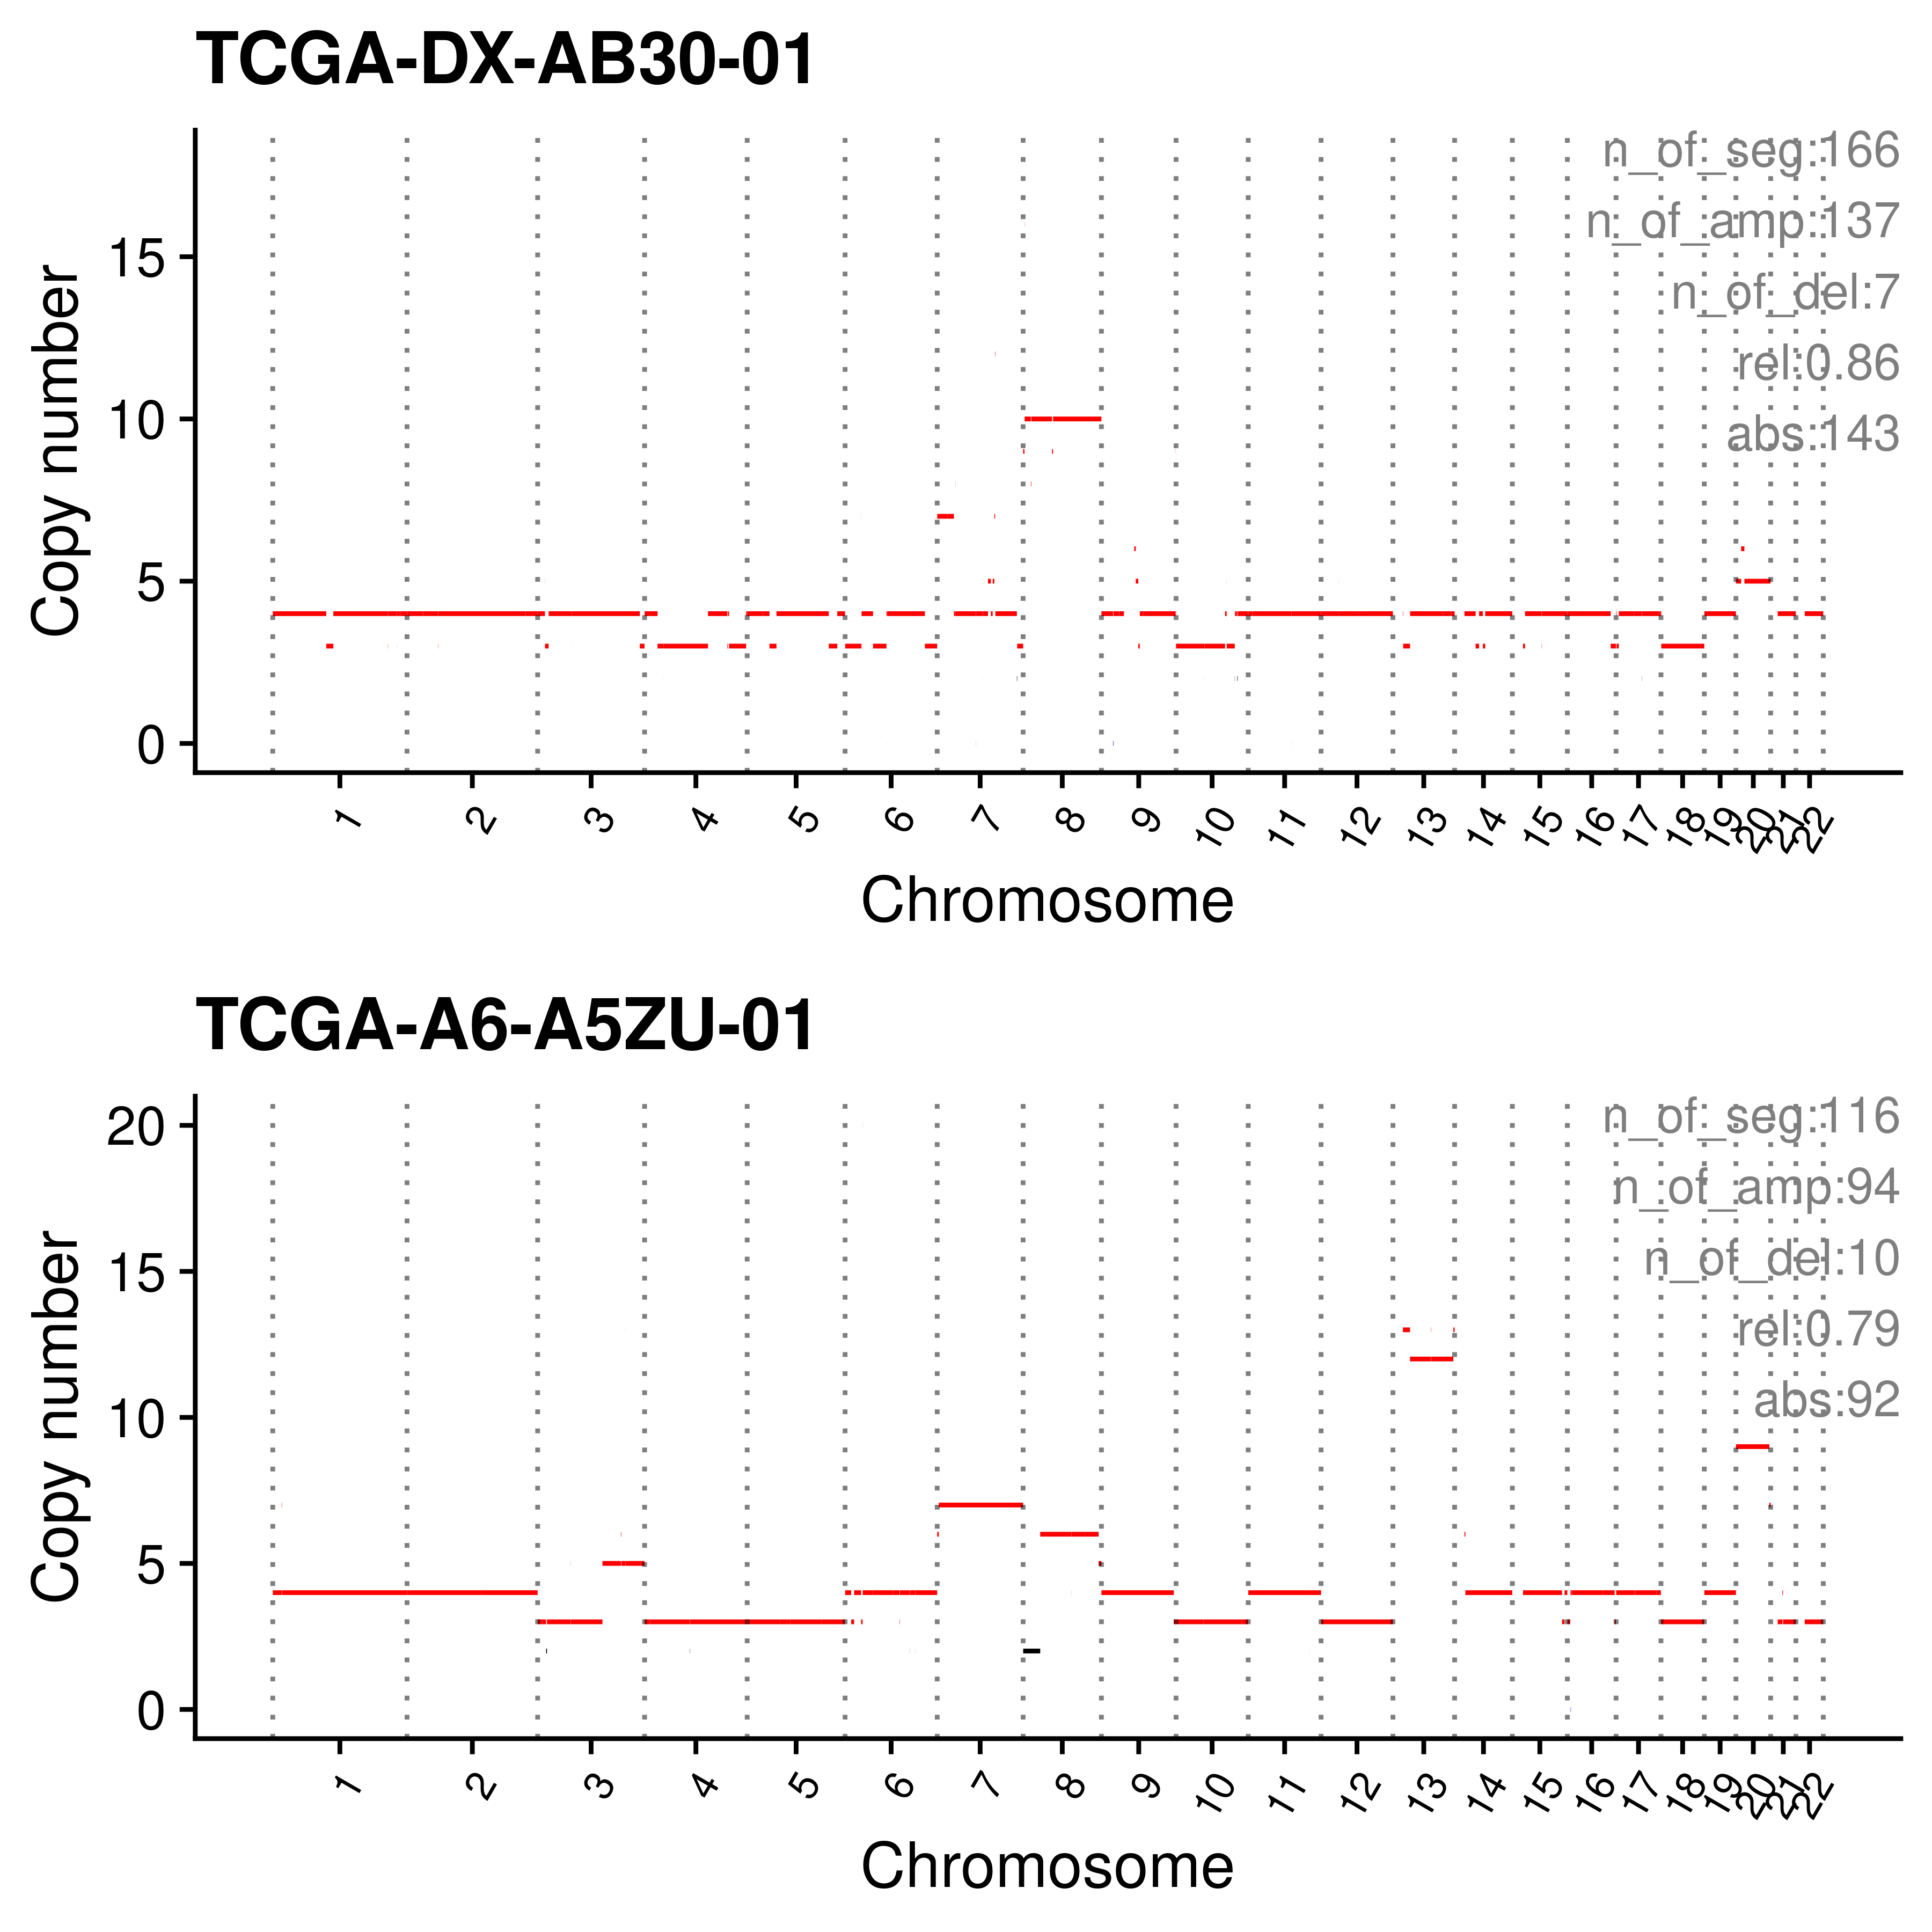 TCGA-DX-AB30-01
n_of_seg:166
n_of_amp:137
n_of_del:7
rel:0.86
abs:143
15
10
5
0
Copy number
1 2 3 4 5 6 7 8 9 10 11 12 13 14 15 16 17 18 19 20 21 22
Chromosome
TCGA-A6-A5ZU-01
n_of_seg:116
n_of_amp:94
n_of_del:10
rel:0.79
abs:92
20
15
10
5
0
Copy number
1 2 3 4 5 6 7 8 9 10 11 12 13 14 15 16 17 18 19 20 21 22
Chromosome